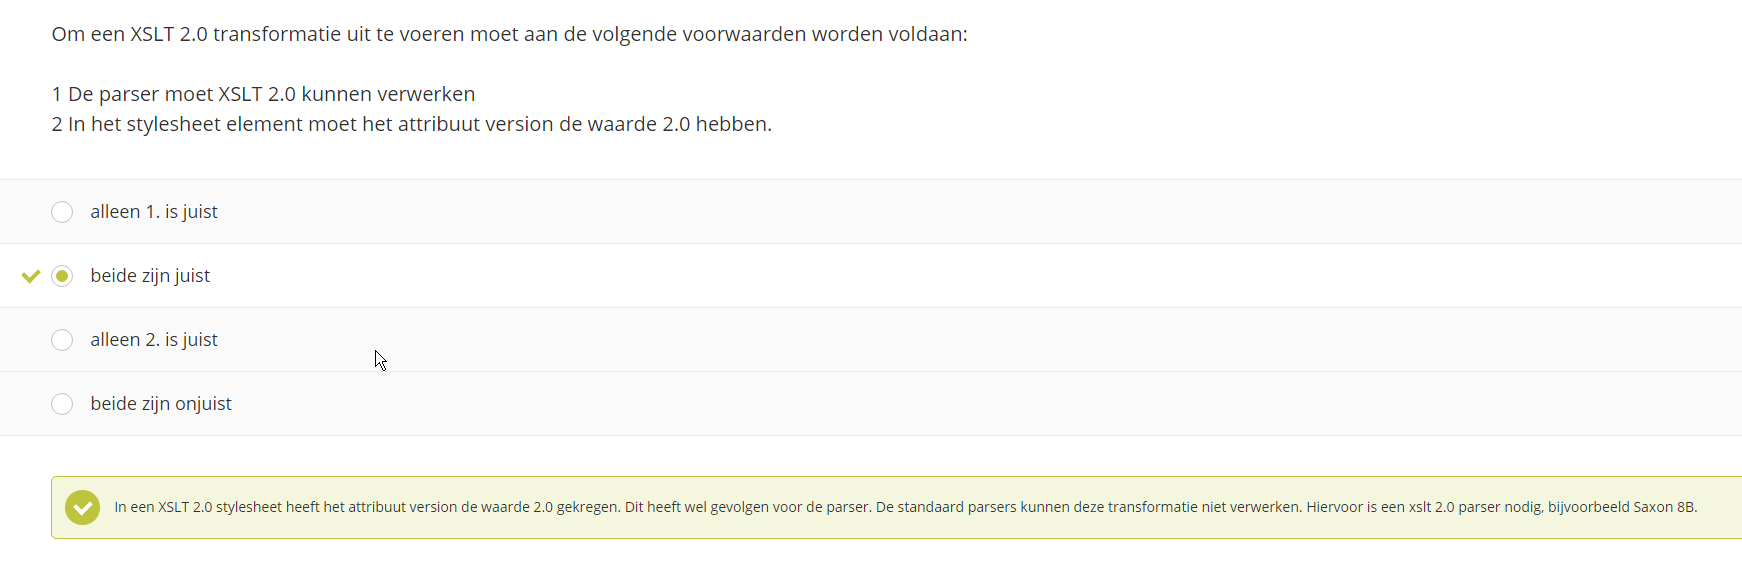 Om een XSLT 2.0 transformatie uit te voeren moet aan de volgende voorwaarden worden voldaan:
1 De parser moet XSLT 2.0 kunnen verwerken
2 In het stylesheet element moet het attribuut version de waarde 2.0 hebben.
alleen 1. is juist
beide zijn juist
alleen 2. is juist
beide zijn onjuist
In een XSLT 2.0 stylesheet heeft het attribuut version de waarde 2.0 gekregen. Dit heeft wel gevolgen voor de parser. De standaard parsers kunnen deze transformatie niet verwerken. Hiervoor is een xslt 2.0 parser nodig, bijvoorbeeld Saxon 8B.